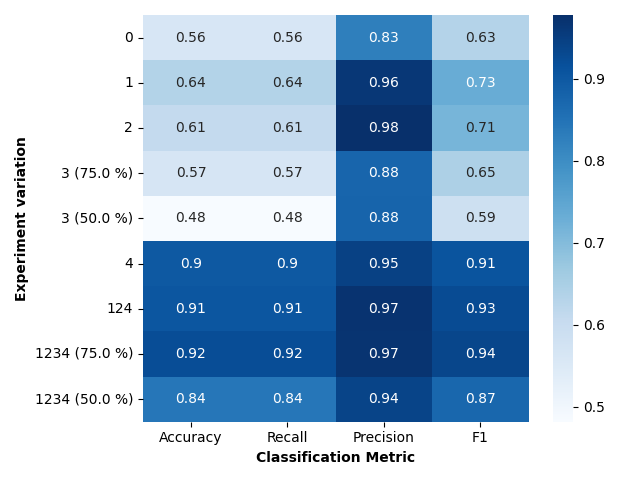 0 0.56 0.56 0.83 0.63
1 0.64 0.64 0.96 0.73
2 0.61 0.61 0.98 0.71
3 (75.0 %) 0.57 0.57 0.88 0.65
3 (50.0 %) 0.48 0.48 0.88 0.59
4 0.9 0.9 0.95 0.91
124 0.91 0.91 0.97 0.93
1234 (75.0 %) 0.92 0.92 0.97 0.94
1234 (50.0 %) 0.84 0.84 0.94 0.87
Accuracy Recall Precision F1
Classification Metric
Experiment variation
0.9
0.8
0.7
0.6
0.5